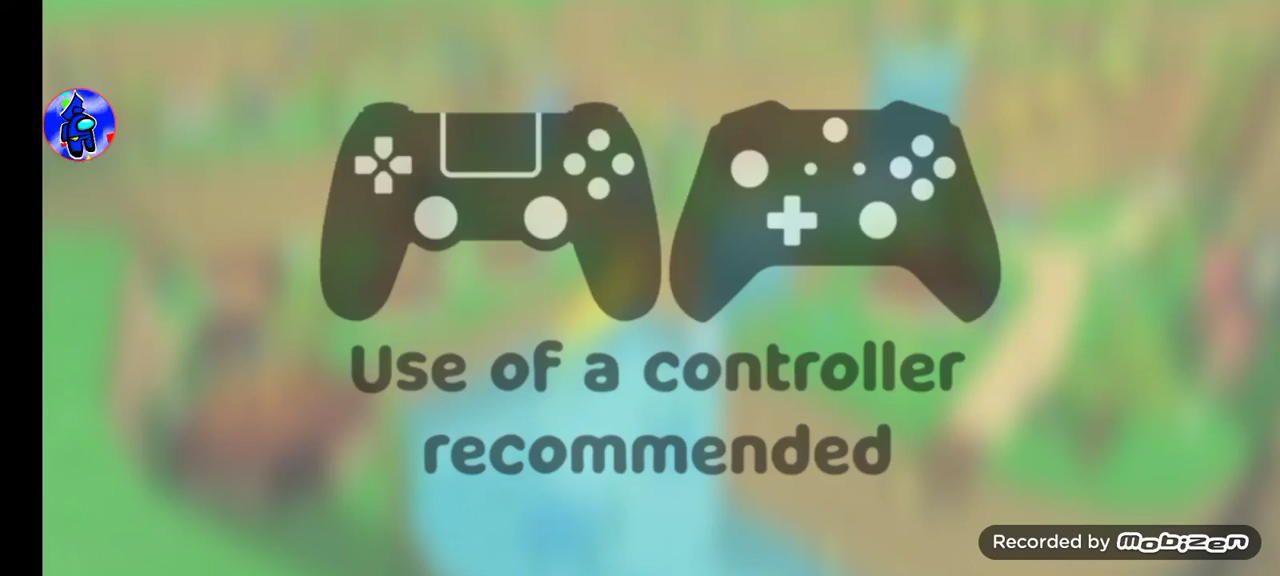 Use of a controller
recommended
Recorded by mobizen